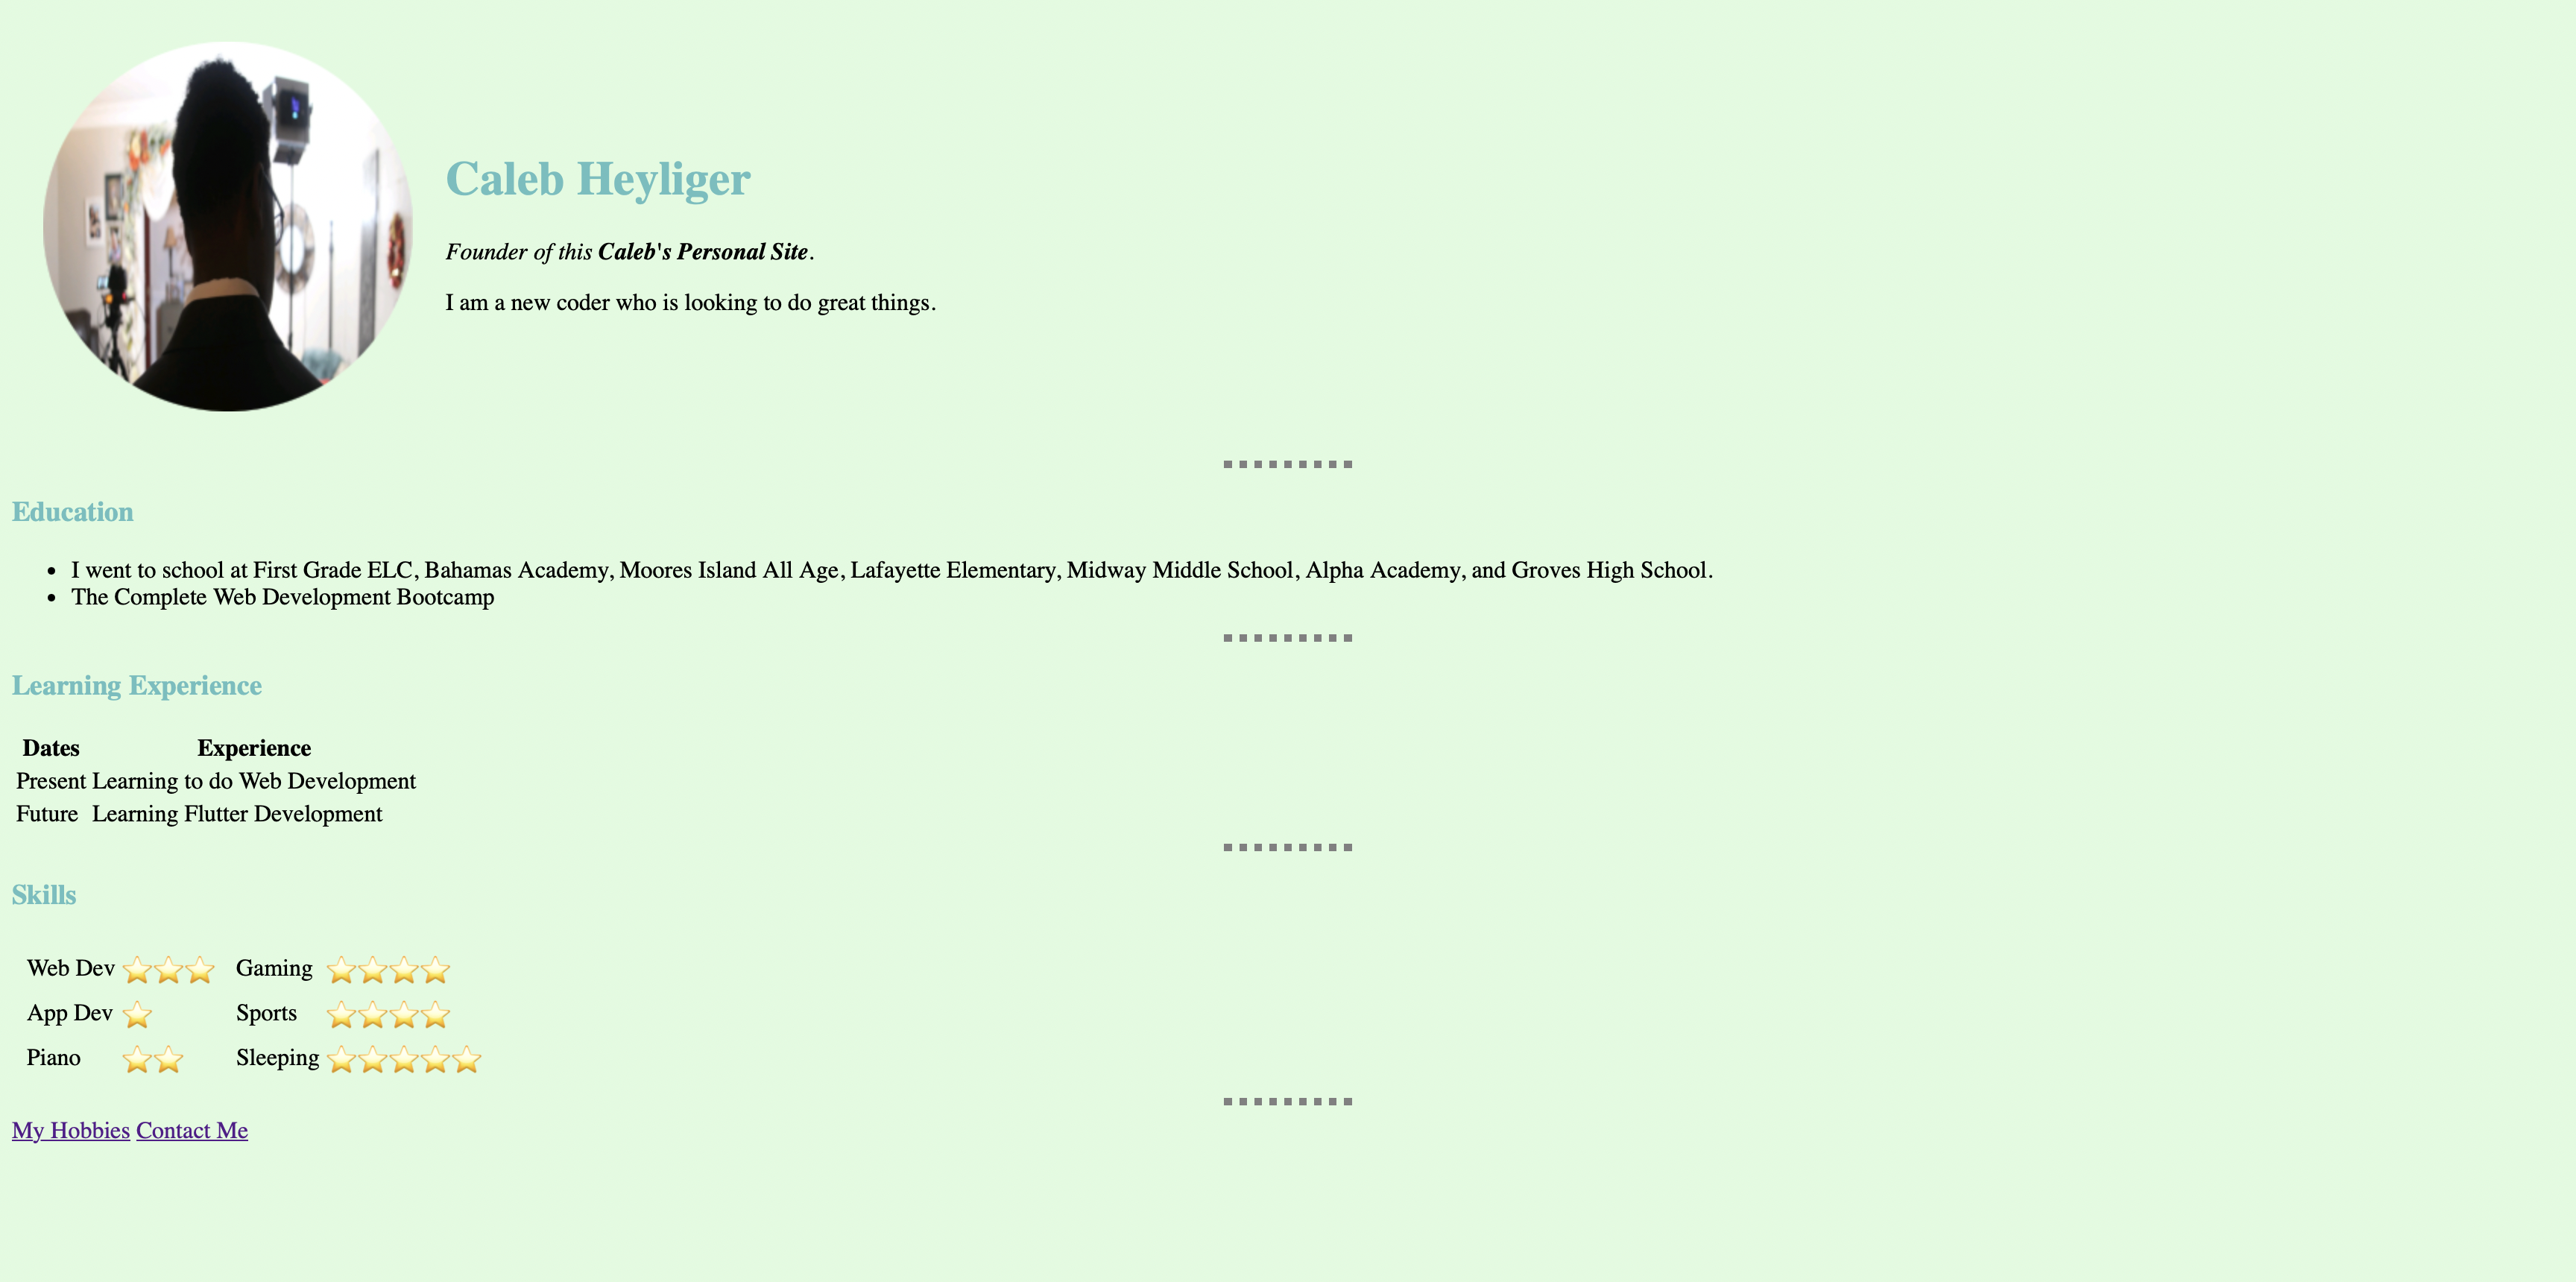 Caleb Heyliger
Founder of this Caleb's Personal Site.
I am a new coder who is looking to do great things.
Education
• I went to school at First Grade ELC, Bahamas Academy, Moores Island All Age, Lafayette Elementary, Midway Middle School, Alpha Academy, and Groves High School.
• The Complete Web Development Bootcamp
Learning Experience
Dates Experience
Present Learning to do Web Development
Future Learning Flutter Development
Skills
Web Dev ⭐⭐⭐ Gaming ⭐⭐⭐⭐
App Dev ⭐ Sports ⭐⭐⭐⭐
Piano ⭐⭐ Sleeping ⭐⭐⭐⭐⭐
My Hobbies Contact Me